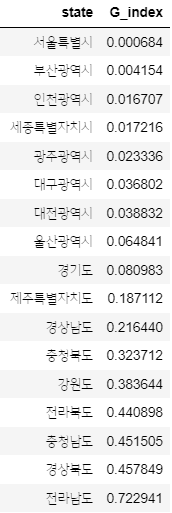 state G_index
서울특별시 0.000684
부산광역시 0.004154
인천광역시 0.016707
세종특별자치시 0.017216
광주광역시 0.023336
대구광역시 0.036802
대전광역시 0.038832
울산광역시 0.064841
경기도 0.080983
제주특별자치도 0.187112
경상남도 0.216440
충청북도 0.323712
강원도 0.383644
전라북도 0.440898
충청남도 0.451505
경상북도 0.457849
전라남도 0.722941